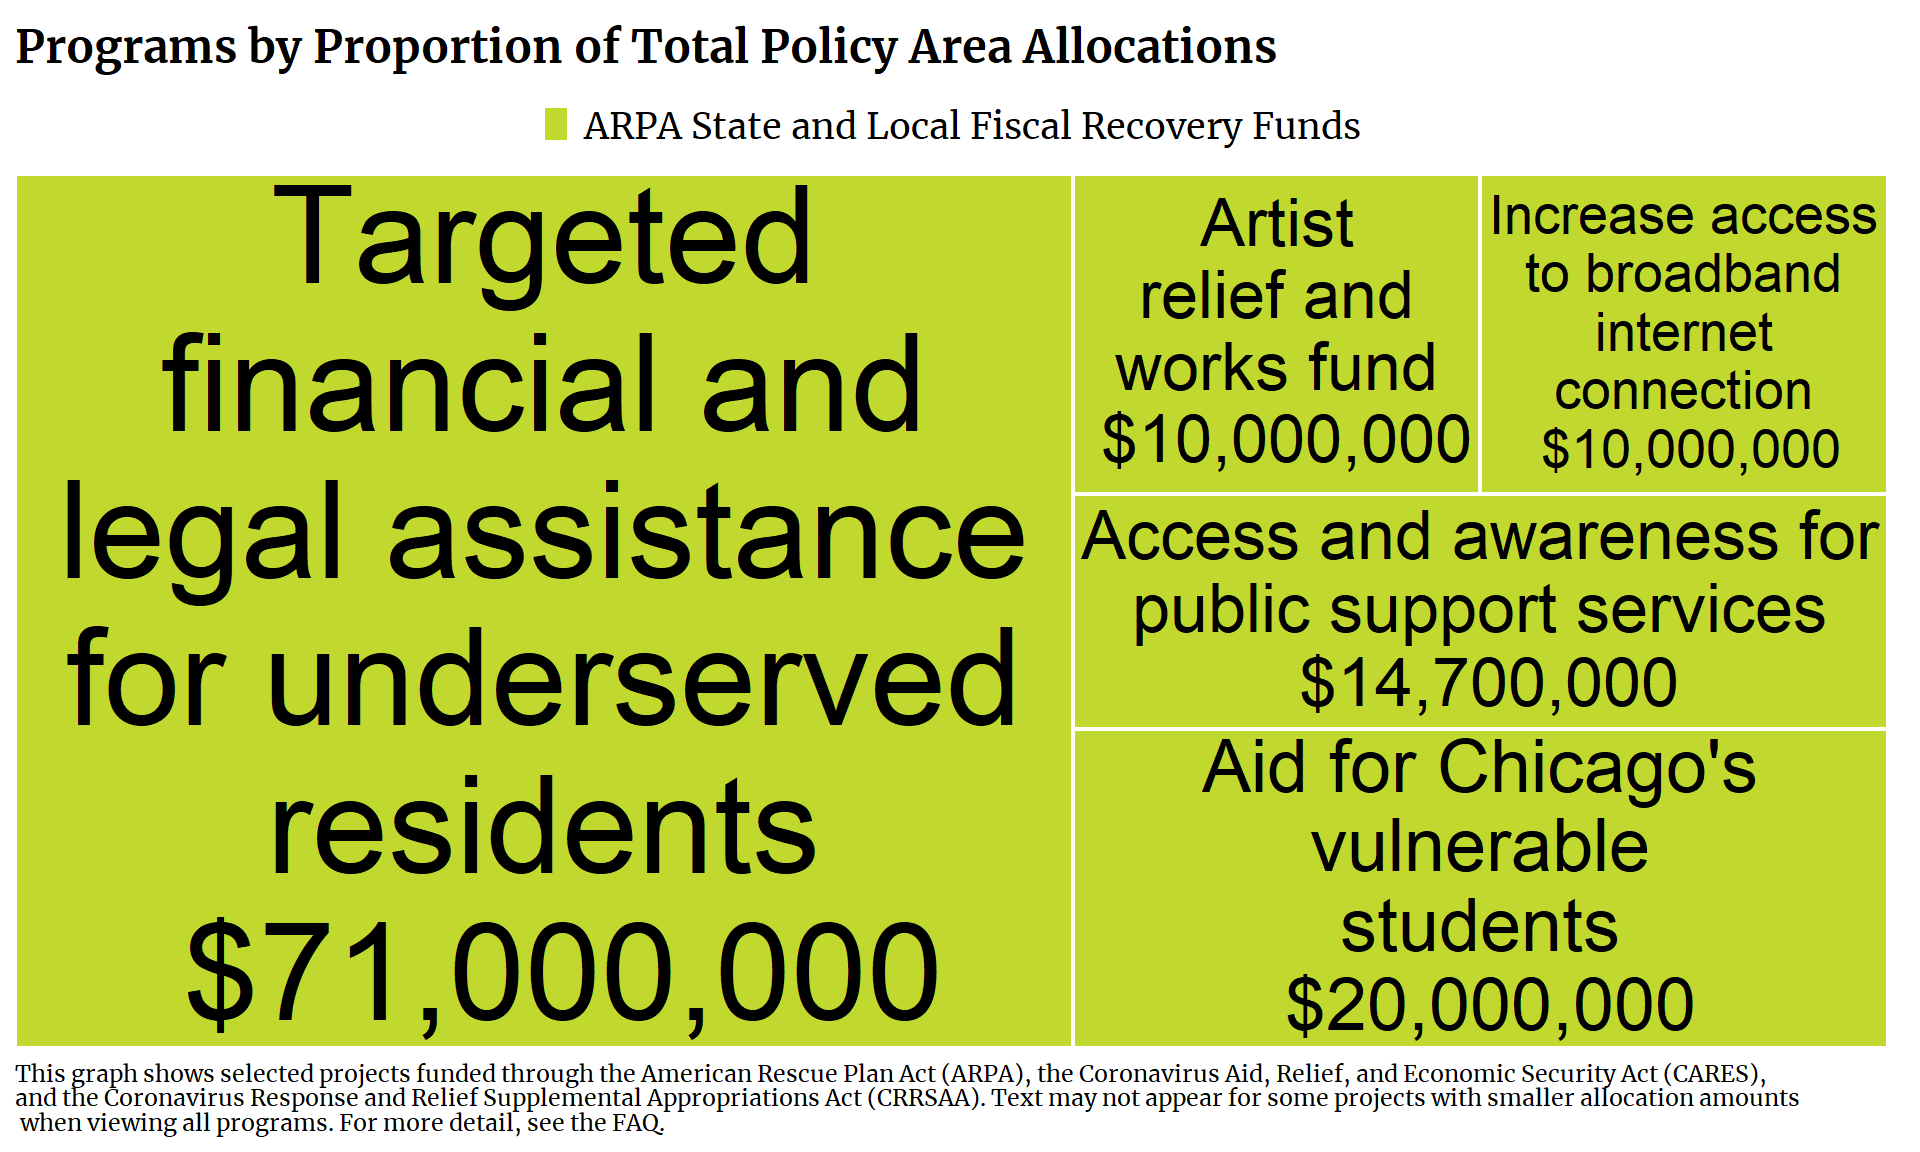 Programs by Proportion of Total Policy Area Allocations
ARPA State and Local Fiscal Recovery Funds
Targeted
financial and
legal assistance
for underserved
residents
$71,000,000
Artist
relief and
works fund
$10,000,000
Increase access
to broadband
internet
connection
$10,000,000
Access and awareness for
public support services
$14,700,000
Aid for Chicago's
vulnerable
students
$20,000,000
This graph shows selected projects funded through the American Rescue Plan Act (ARPA), the Coronavirus Aid, Relief, and Economic Security Act (CARES),
and the Coronavirus Response and Relief Supplemental Appropriations Act (CRRSAA). Text may not appear for some projects with smaller allocation amounts
when viewing all programs. For more detail, see the FAQ.